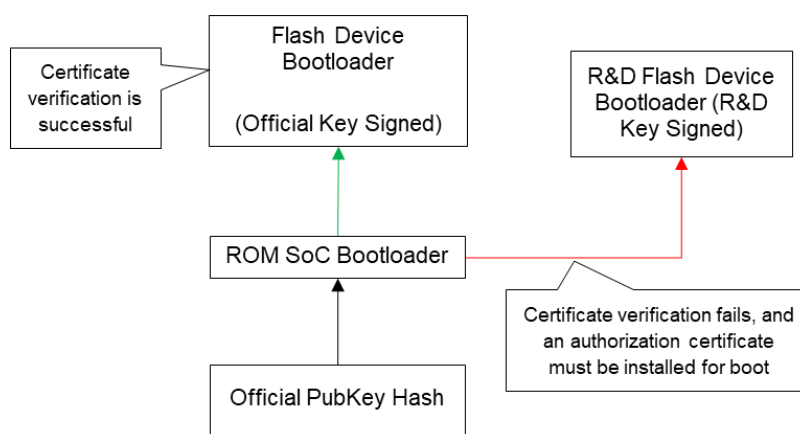 Certificate
verification is
successful
Flash Device
Bootloader
(Official Key Signed)
R&D Flash Device
Bootloader (R&D
Key Signed)
ROM SoC Bootloader
Certificate verification fails, and
an authorization certificate
must be installed for boot
Official PubKey Hash